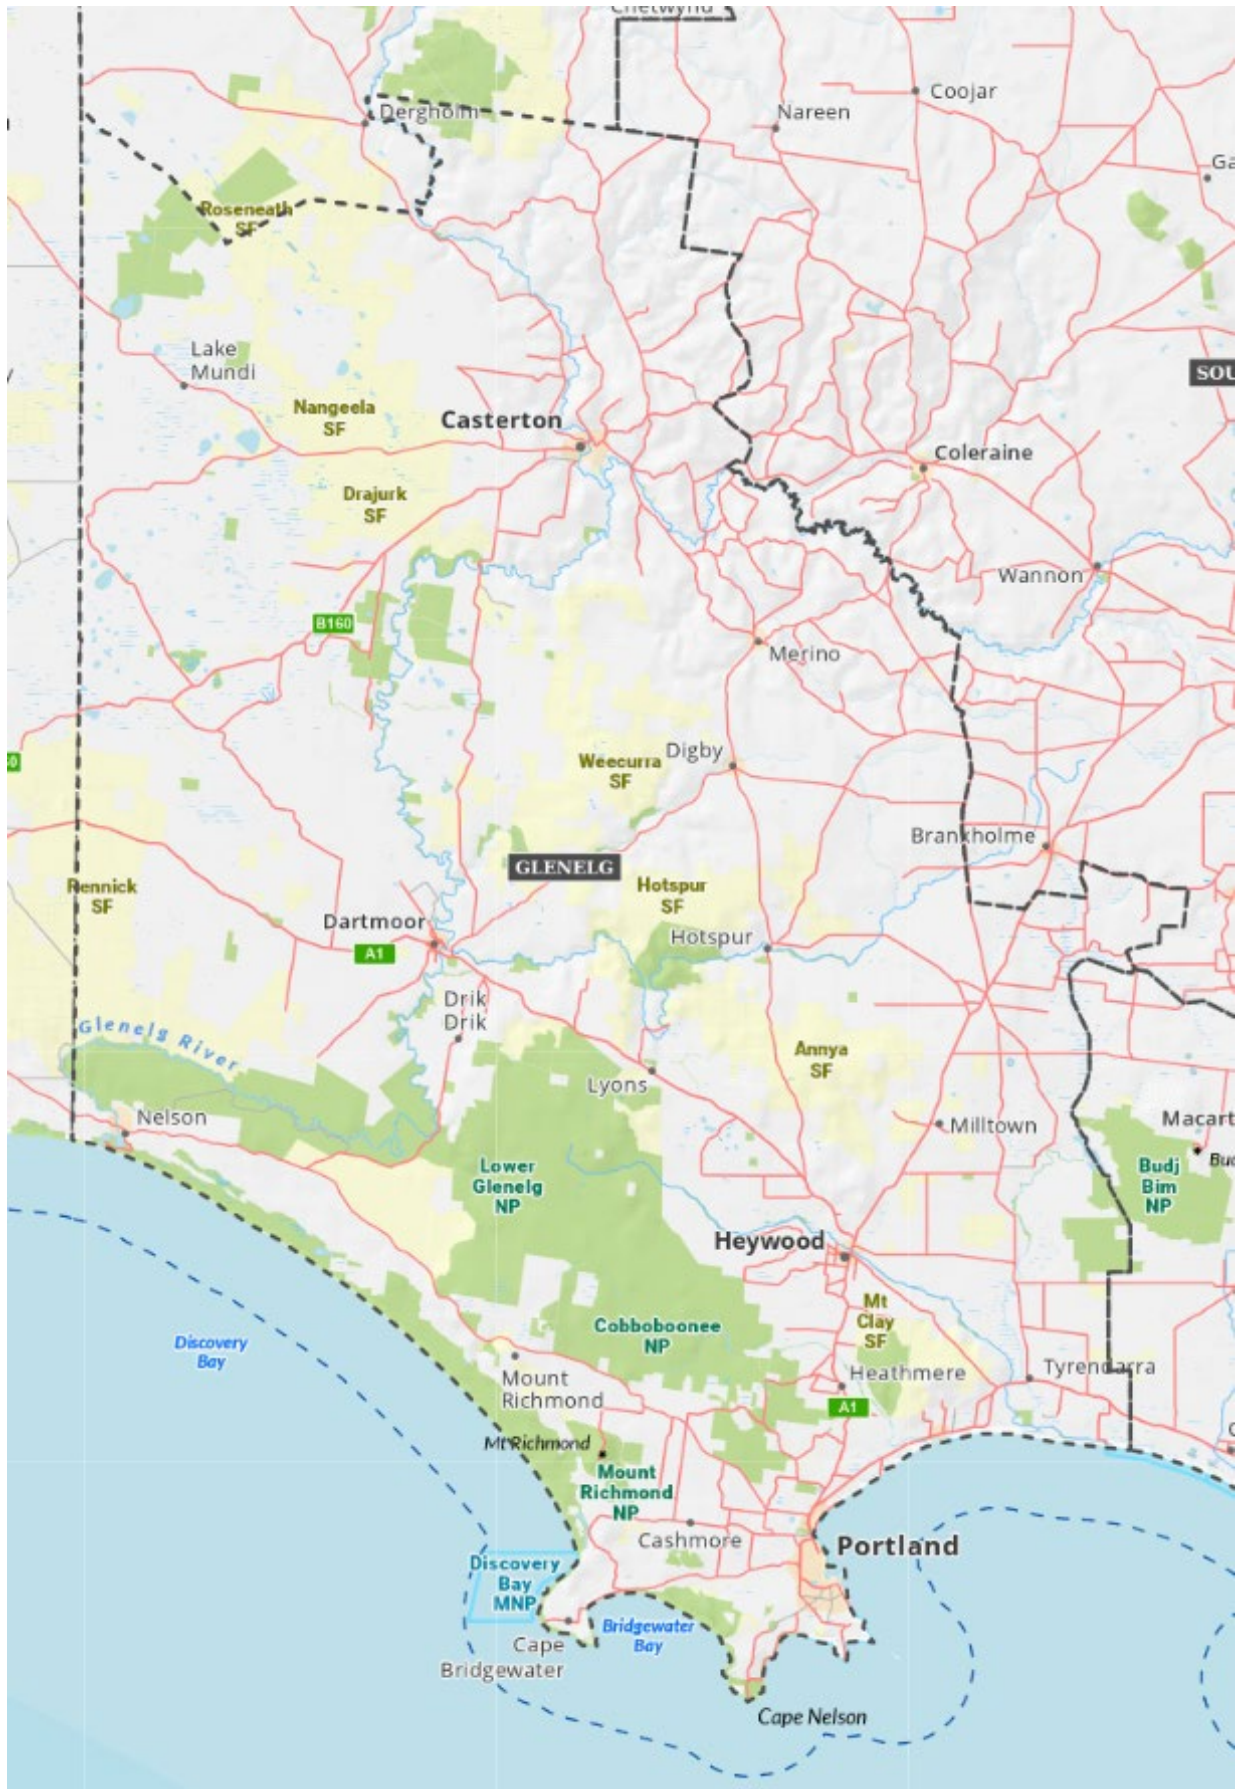 Chetwynd
Dergholm
Nareen
Coojar
Ga
Roseneath
SF
Lake
Mundi
SOU
Nangeela
SF
Casterton
Coleraine
Drajurk
SF
Wannon
B160
Merino
Weecurra
SF
Digby
Brankholme
GLENELG
Rennick
SF
Hotspur
SF
Dartmoor
A1
Hotspur
Drik
Drik
Glenelg River
Annya
SF
Lyons
Nelson
Milltown
Macart
Lower
Glenelg
NP
Budj
Bim
NP
Bud
Heywood
Mt
Clay
SF
Discovery
Bay
Cobboboonee
NP
Mount
Richmond
Heathmere
Tyrendarra
A1
Mt Richmond
Mount
Richmond
NP
Cashmore
Portland
Discovery
Bay
MNP
Bridgewater
Bay
Cape
Bridgewater
Cape Nelson